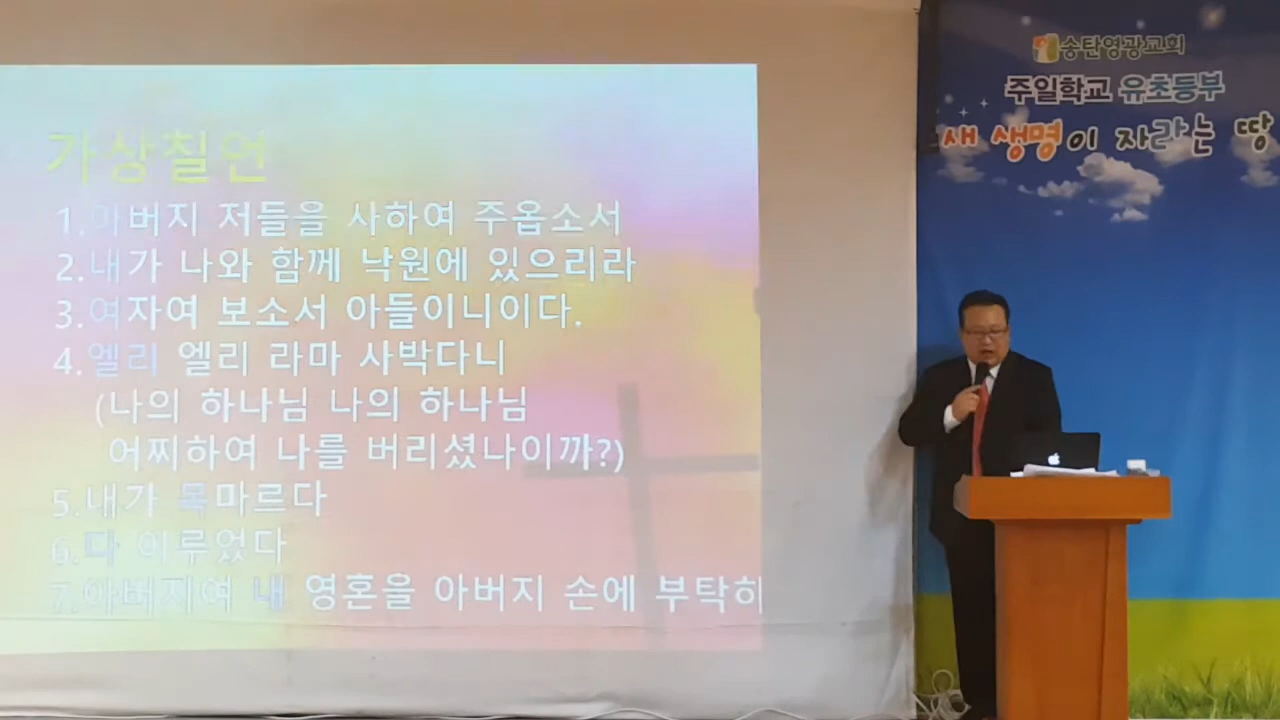 가상칠언
1.아버지 저들을 사하여 주옵소서
2.내가 나와 함께 낙원에 있으리라
3.여자여 보소서 아들이니이다.
4.엘리 엘리 라마 사박다니
(나의 하나님 나의 하나님
어찌하여 나를 버리셨나이까?)
5.내가 목마르다
6.다 이루었다
7.아버지여 내 영혼을 아버지 손에 부탁하
송탄영광교회
주일학교 유초등부
새 생명이 자라는 땅